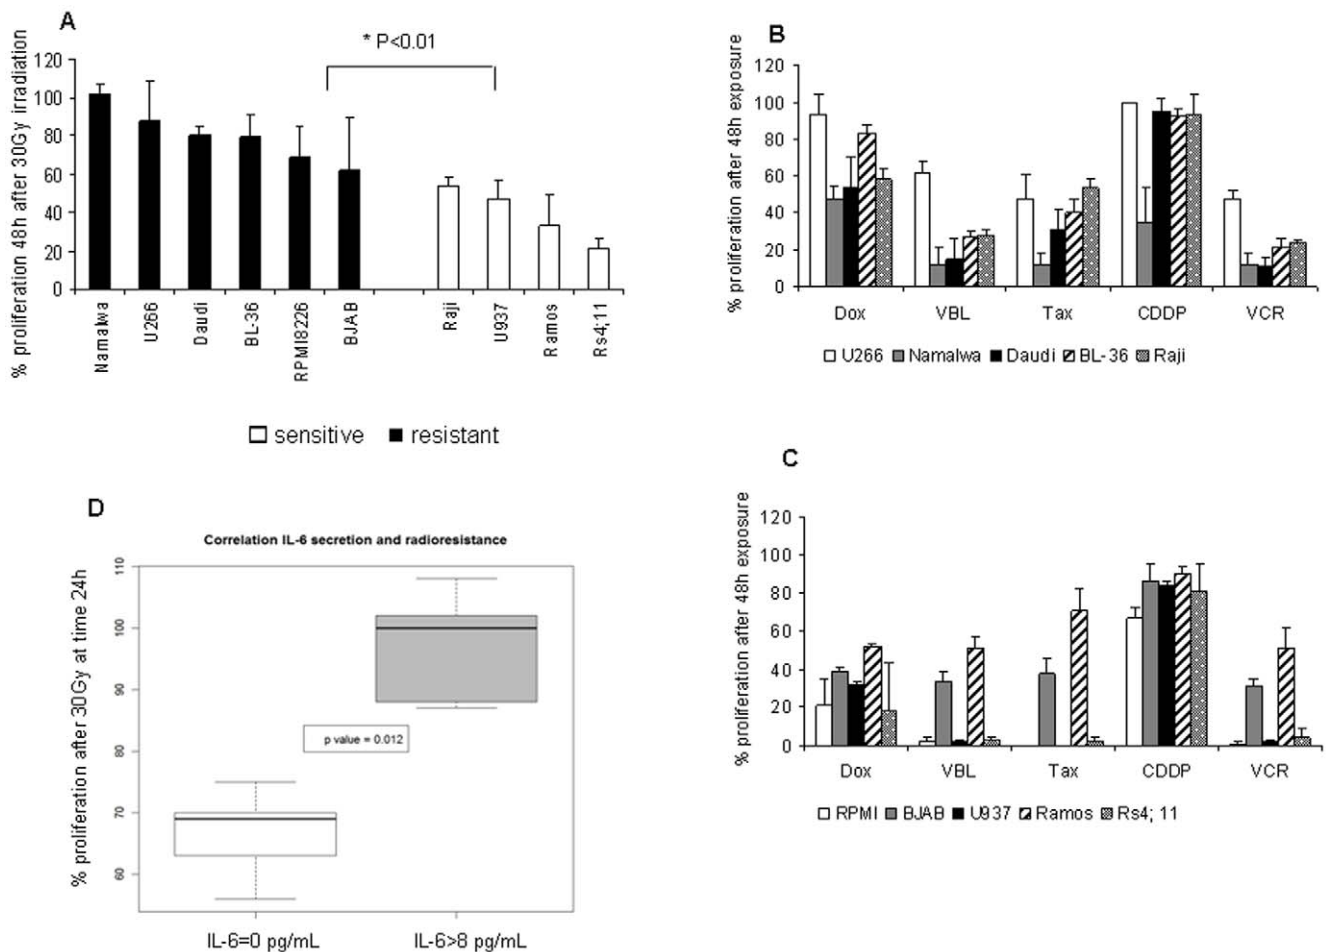 A
* P<0.01
% proliferation 48h after 30Gy irradiation
120
100
80
60
40
20
0
Namalwa
U266
Daudi
BL-36
RPMI8226
BJAB
Raji
U937
Ramos
Rs4;11
sensitive resistant
B
% proliferation after 48h exposure
120
100
80
60
40
20
0
Dox VBL Tax CDDP VCR
U266 Namalwa Daudi BL-36 Raji
C
% proliferation after 48h exposure
120
100
80
60
40
20
0
Dox VBL Tax CDDP VCR
RPMI BJAB U937 Ramos Rs4; 11
D
Correlation IL-6 secretion and radioresistance
% proliferation after 30Gy at time 24h
110
100
90
80
70
60
p value = 0.012
IL-6=0 pg/mL IL-6>8 pg/mL